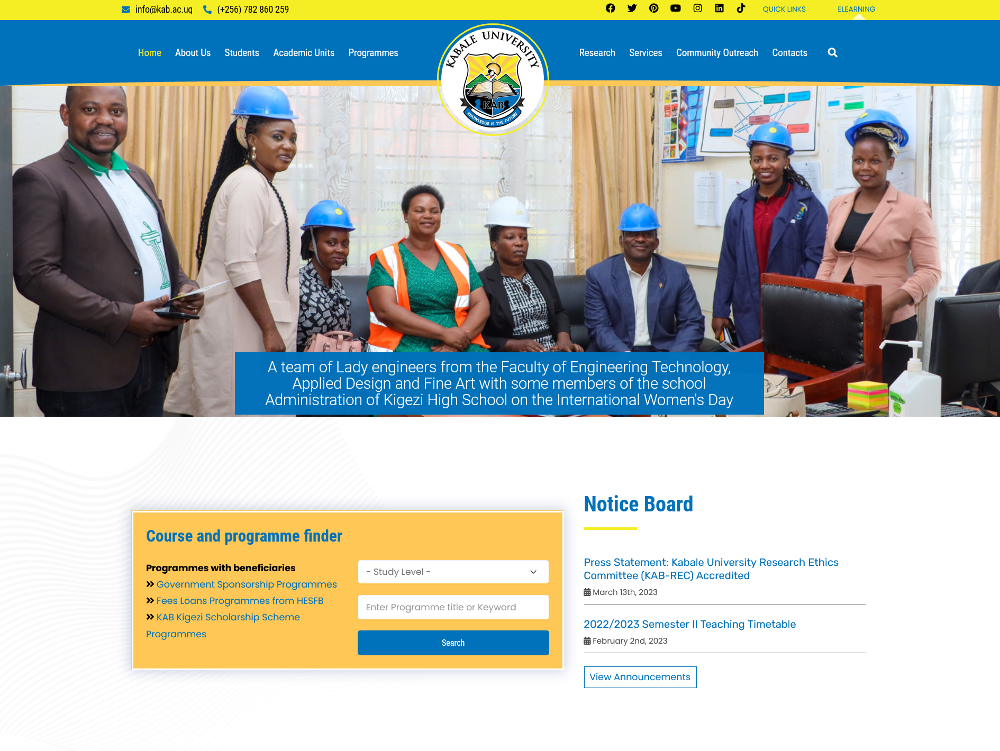 info@kab.ac.ug (+256) 782 860 259
QUICK LINKS ELEARNING
Home About Us Students Academic Units Programmes
KABALE UNIVERSITY
KAB
KNOWLEDGE IS THE FUTURE
Research Services Community Outreach Contacts
A team of Lady engineers from the Faculty of Engineering Technology,
Applied Design and Fine Art with some members of the school
Administration of Kigezi High School on the International Women's Day
Course and programme finder
Programmes with beneficiaries
Government Sponsorship Programmes
Fees Loans Programmes from HESFB
KAB Kigezi Scholarship Scheme
Programmes
- Study Level -
Enter Programme title or Keyword
Search
Notice Board
Press Statement: Kabale University Research Ethics
Committee (KAB-REC) Accredited
March 13th, 2023
2022/2023 Semester II Teaching Timetable
February 2nd, 2023
View Announcements